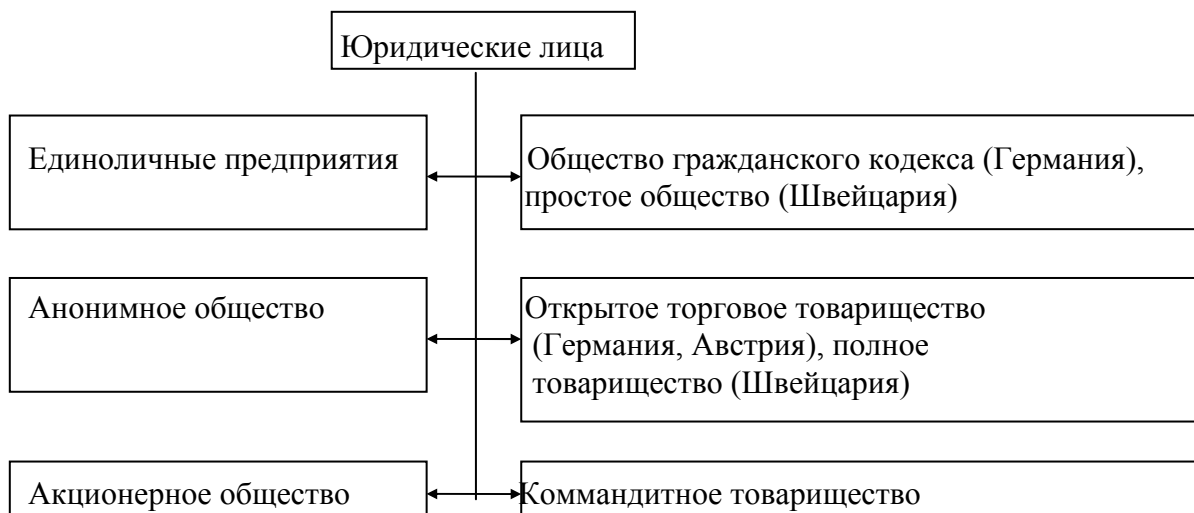 Юридические лица
Единоличные предприятия
Общество гражданского кодекса (Германия),
простое общество (Швейцария)
Анонимное общество
Открытое торговое товарищество
(Германия, Австрия), полное
товарищество (Швейцария)
Акционерное общество
Коммандитное товарищество